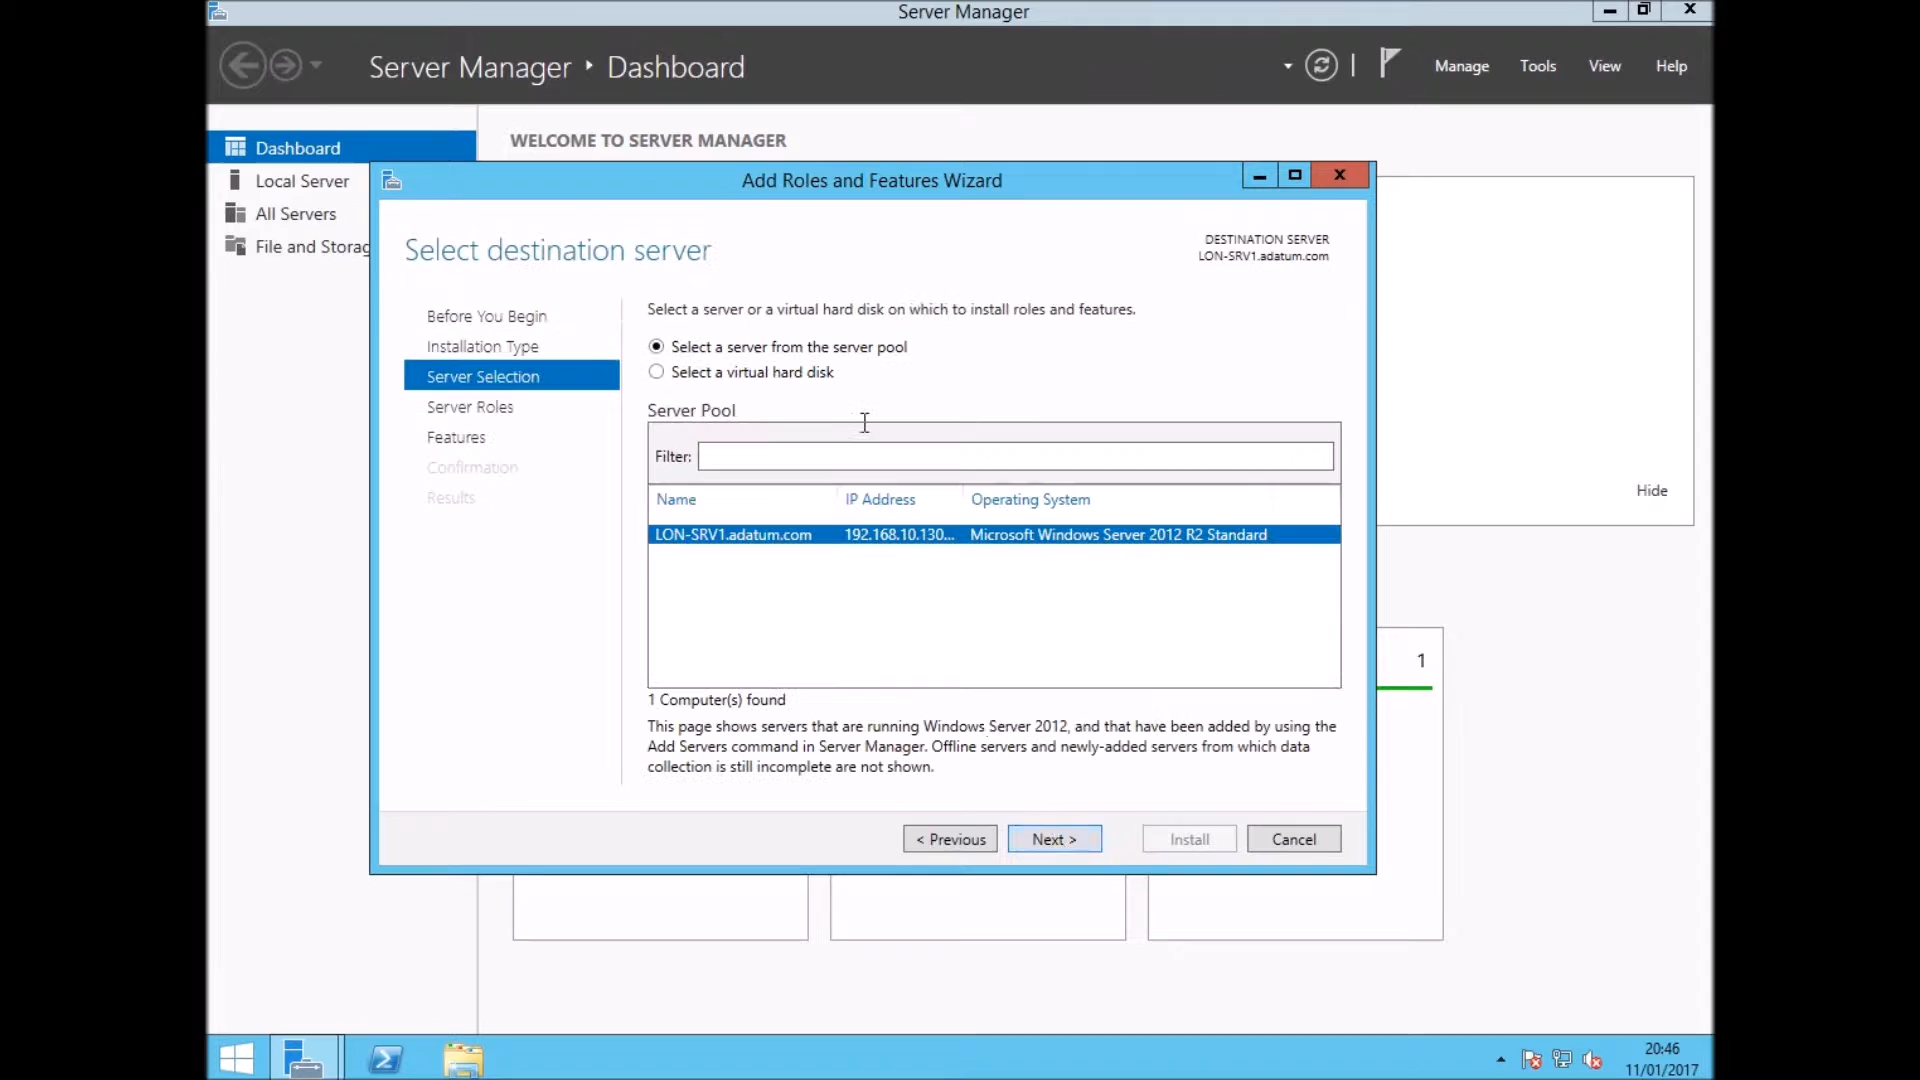 Server Manager
Server Manager ‣ Dashboard
Manage Tools View Help
Dashboard
Local Server
All Servers
File and Storag
WELCOME TO SERVER MANAGER
Add Roles and Features Wizard
Select destination server
DESTINATION SERVER
LON-SRV1.adatum.com
Before You Begin
Installation Type
Server Selection
Server Roles
Features
Confirmation
Results
Select a server or a virtual hard disk on which to install roles and features.
Select a server from the server pool
Select a virtual hard disk
Server Pool
Filter:
Name IP Address Operating System
LON-SRV1.adatum.com 192.168.10.130... Microsoft Windows Server 2012 R2 Standard
1 Computer(s) found
This page shows servers that are running Windows Server 2012, and that have been added by using the
Add Servers command in Server Manager. Offline servers and newly-added servers from which data
collection is still incomplete are not shown.
< Previous Next > Install Cancel
Hide
1
20:46
11/01/2017